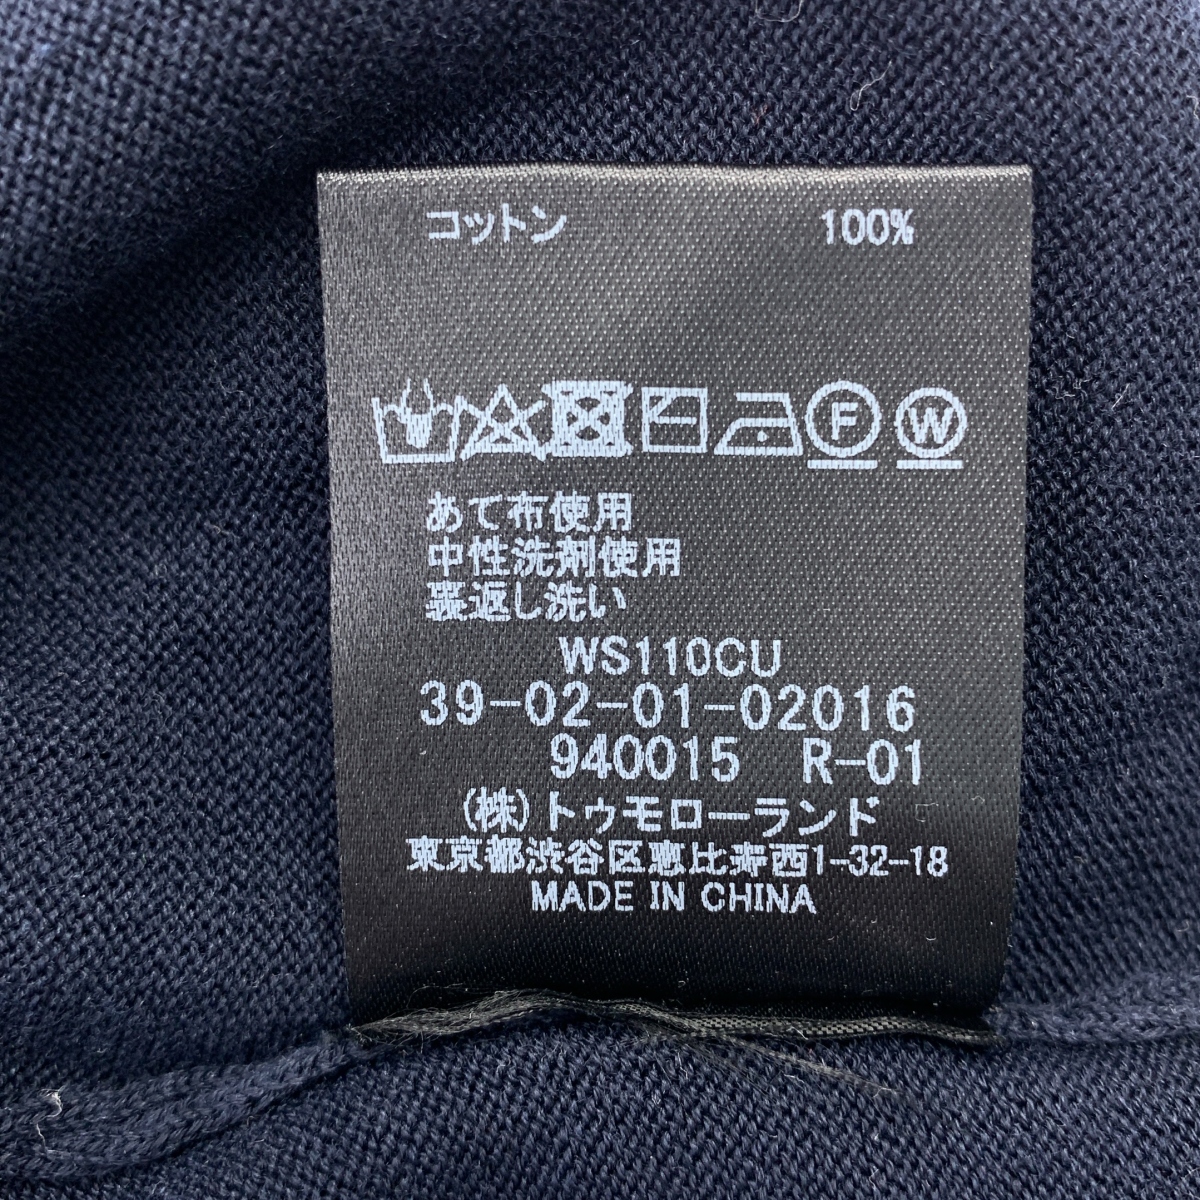 コットン 100%
F W
あて布使用
中性洗剤使用
裏返し洗い
WS110CU
39-02-01-02016
940015 R-01
(株)トゥモローランド
東京都渋谷区恵比寿西1-32-18
MADE IN CHINA